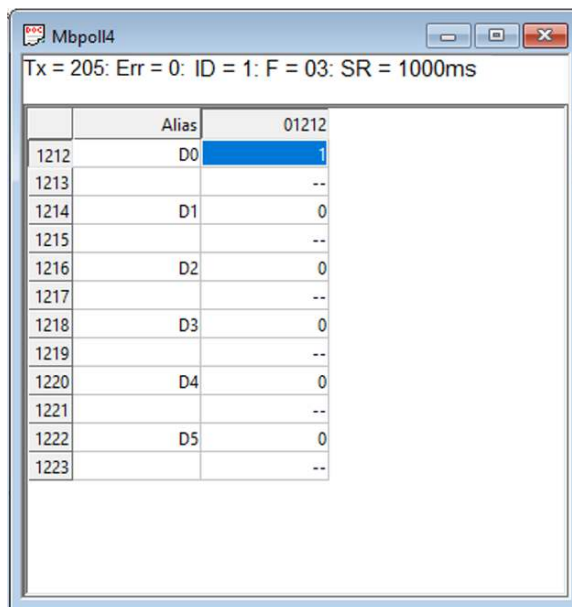 Mbpoll4
Tx = 205: Err = 0: ID = 1: F = 03: SR = 1000ms
Alias 01212
1212 D0 1
1213 --
1214 D1 0
1215 --
1216 D2 0
1217 --
1218 D3 0
1219 --
1220 D4 0
1221 --
1222 D5 0
1223 --